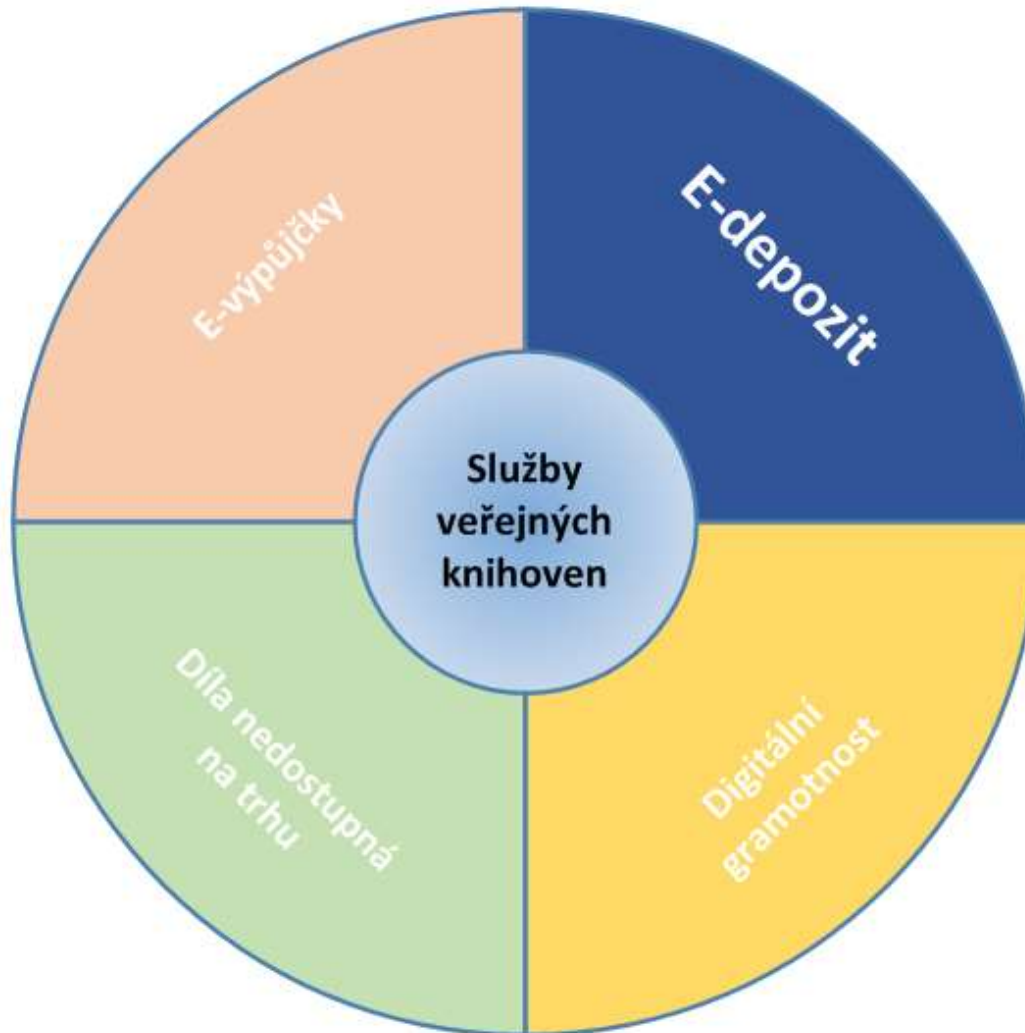 E-výpůjčky
E-depozit
Služby
veřejných
knihoven
Díla nedostupná
na trhu
Digitální
gramotnost